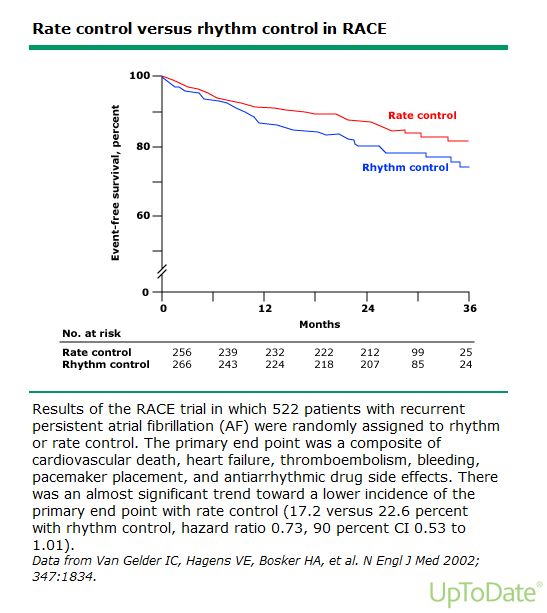 Rate control versus rhythm control in RACE
100
80
60
0
Event-free survival, percent
Rate control
Rhythm control
0 12 24 36
Months
No. at risk
Rate control 256 239 232 222 212 99 25
Rhythm control 266 243 224 218 207 85 24
Results of the RACE trial in which 522 patients with recurrent
persistent atrial fibrillation (AF) were randomly assigned to rhythm
or rate control. The primary end point was a composite of
cardiovascular death, heart failure, thromboembolism, bleeding,
pacemaker placement, and antiarrhythmic drug side effects. There
was an almost significant trend toward a lower incidence of the
primary end point with rate control (17.2 versus 22.6 percent
with rhythm control, hazard ratio 0.73, 90 percent CI 0.53 to
1.01).
Data from Van Gelder IC, Hagens VE, Bosker HA, et al. N Engl J Med 2002;
347:1834.
UpToDate®